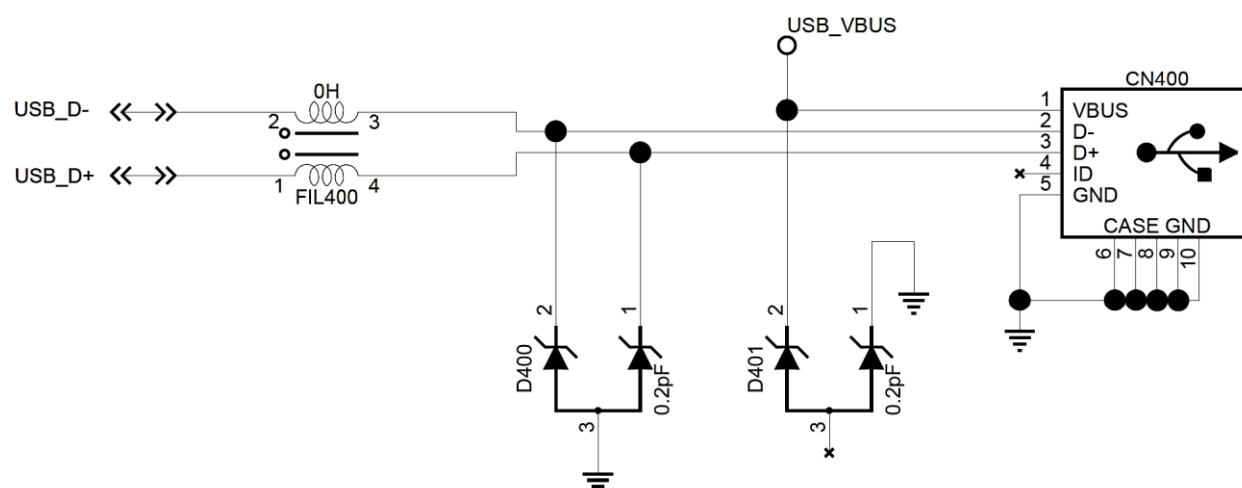 USB_VBUS
CN400
USB_D-
0H
2
3
1
VBUS
2
D-
3
D+
4
ID
5
GND
USB_D+
1
4
FIL400
CASE GND
6
7
8
9
10
2
1
D400
0.2pF
3
2
1
D401
0.2pF
3